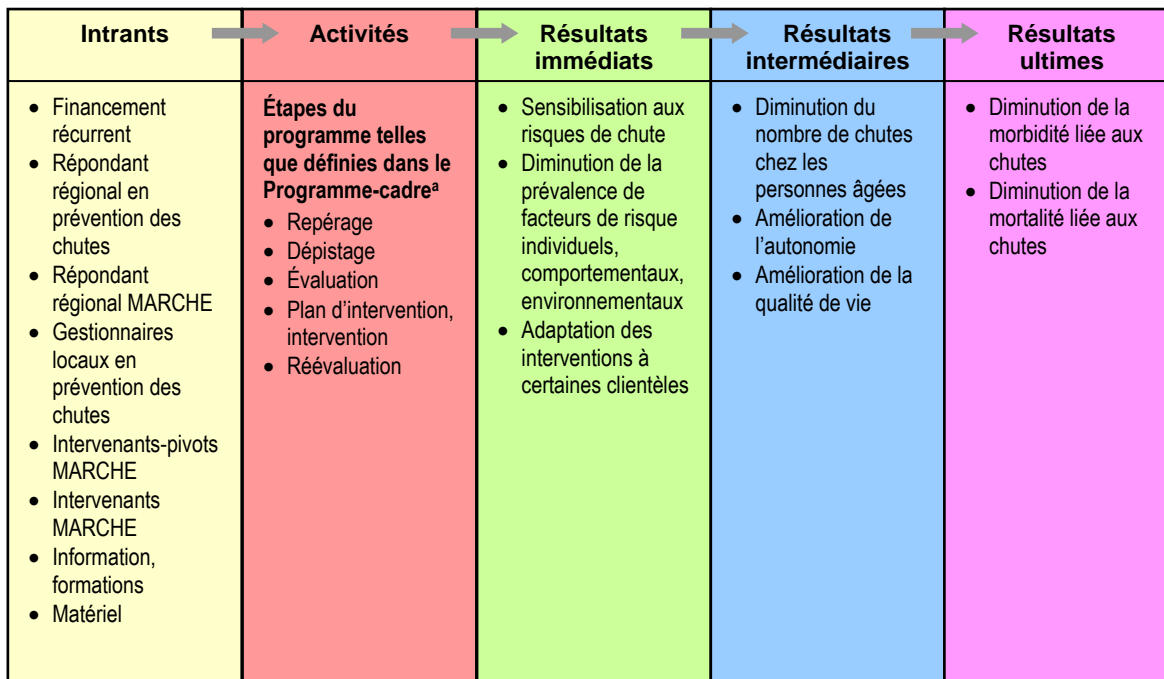 Intrants
Activités
Résultats
immédiats
Résultats
intermédiaires
Résultats
ultimes
• Financement
récurrent
• Répondant
régional en
prévention des
chutes
• Répondant
régional MARCHE
• Gestionnaires
locaux en
prévention des
chutes
• Intervenants-pivots
MARCHE
• Intervenants
MARCHE
• Information,
formations
• Matériel
Étapes du
programme telles
que définies dans le
Programme-cadreª
• Repérage
• Dépistage
• Évaluation
• Plan d’intervention,
intervention
• Réévaluation
• Sensibilisation aux
risques de chute
• Diminution de la
prévalence de
facteurs de risque
individuels,
comportementaux,
environnementaux
• Adaptation des
interventions à
certaines clientèles
• Diminution du
nombre de chutes
chez les
personnes âgées
• Amélioration de
l’autonomie
• Amélioration de la
qualité de vie
• Diminution de la
morbidité liée aux
chutes
• Diminution de la
mortalité liée aux
chutes